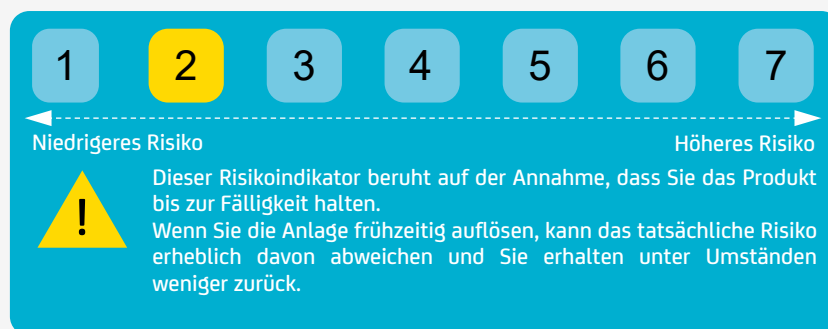 1 2 3 4 5 6 7
Niedrigeres Risiko Höheres Risiko
!
Dieser Risikoindikator beruht auf der Annahme, dass Sie das Produkt
bis zur Fälligkeit halten.
Wenn Sie die Anlage frühzeitig auflösen, kann das tatsächliche Risiko
erheblich davon abweichen und Sie erhalten unter Umständen
weniger zurück.